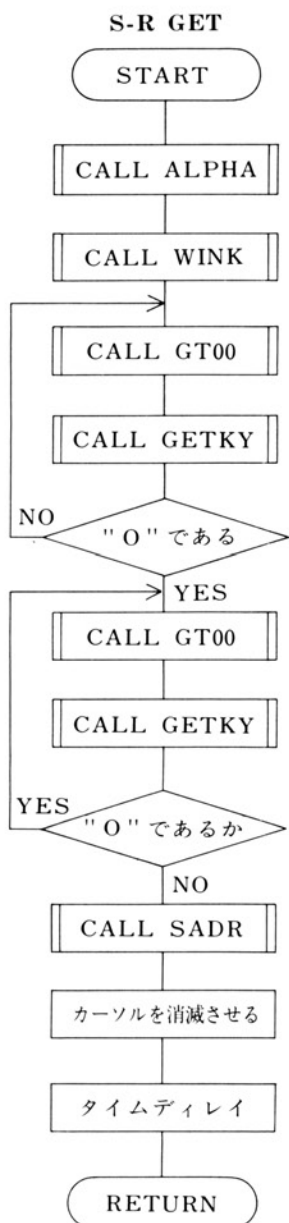 S-R GET
START
CALL ALPHA
CALL WINK
CALL GT00
CALL GETKY
NO
"O"である
YES
CALL GT00
CALL GETKY
YES
"O"であるか
NO
CALL SADR
カーソルを消滅させる
タイムディレイ
RETURN